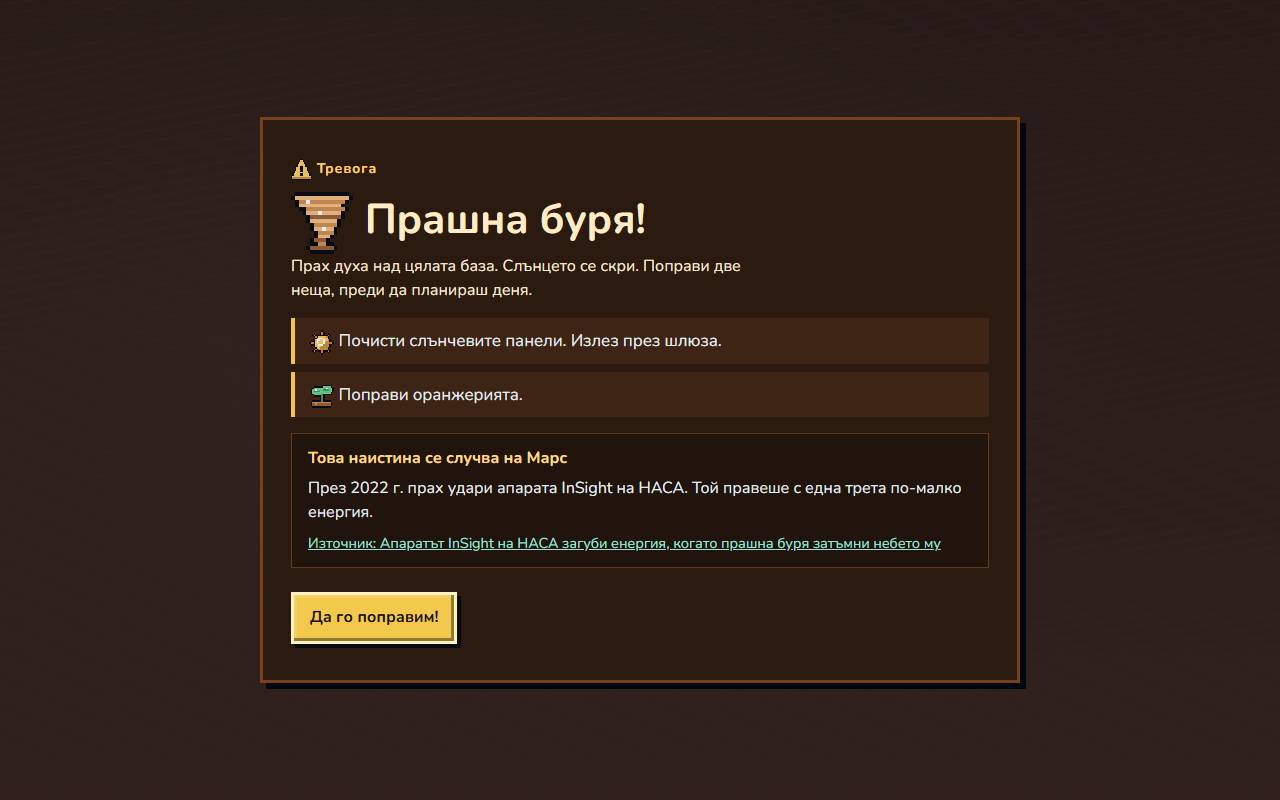 Тревога
Прашна буря!
Прах духа над цялата база. Слънцето се скри. Поправи две
неща, преди да планираш деня.
Почисти слънчевите панели. Излез през шлюза.
Поправи оранжерията.
Това наистина се случва на Марс
През 2022 г. прах удари апарата InSight на НАСА. Той правеше с една трета по-малко
енергия.
Източник: Апаратът InSight на НАСА загуби енергия, когато прашна буря затъмни небето му
Да го поправим!